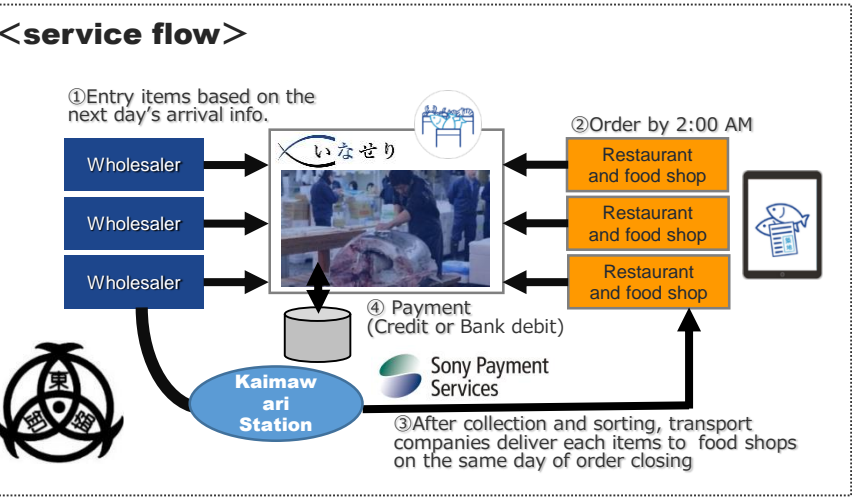 ＜service flow＞
①Entry items based on the
next day's arrival info.
②Order by 2:00 AM
いなせり
Wholesaler
Wholesaler
Wholesaler
Restaurant
and food shop
Restaurant
and food shop
Restaurant
and food shop
④ Payment
(Credit or Bank debit)
Sony Payment
Services
Kaimaw
ari
Station
③After collection and sorting, transport
companies deliver each items to food shops
on the same day of order closing
東